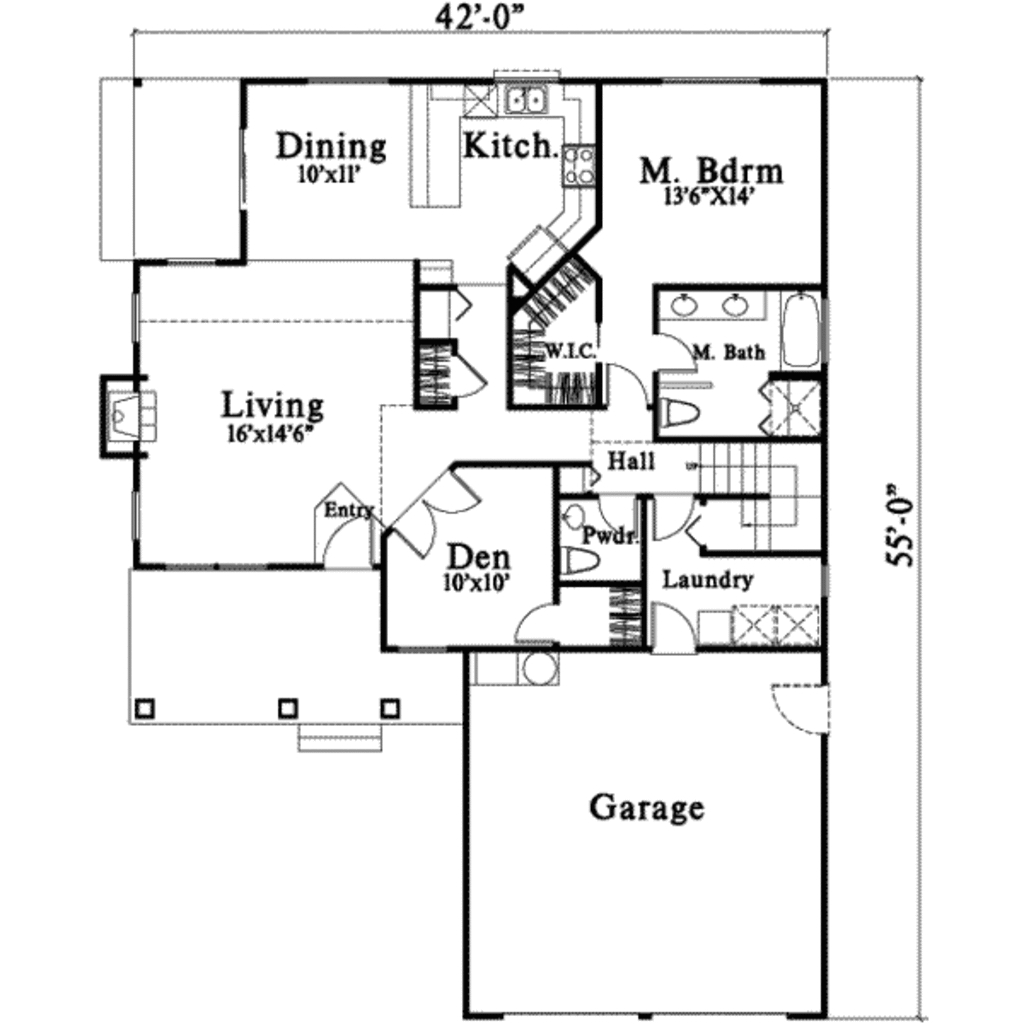 42'-0"
Dining
10'x11'
Kitch.
M. Bdrm
13'6"X14'
W.I.C.
M. Bath
Living
16'x14'6"
Hall
UP
Entry
Pwdr.
Den
10'x10'
Laundry
55'-0"
Garage